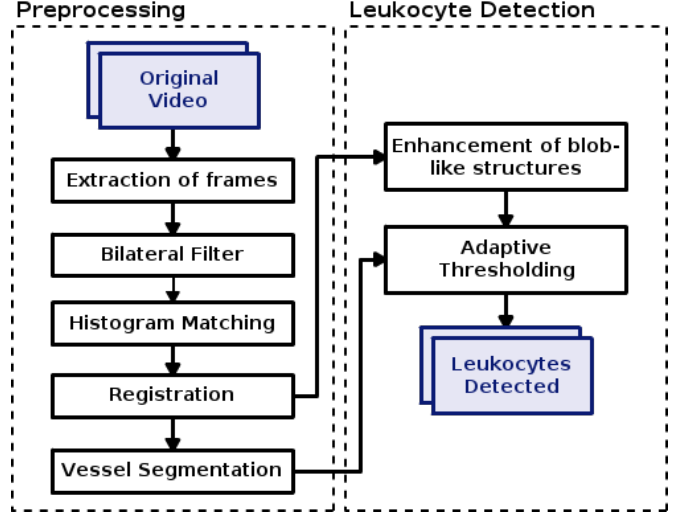 Preprocessing
Original
Video
Extraction of frames
Bilateral Filter
Histogram Matching
Registration
Vessel Segmentation
Leukocyte Detection
Enhancement of blob-
like structures
Adaptive
Thresholding
Leukocytes
Detected